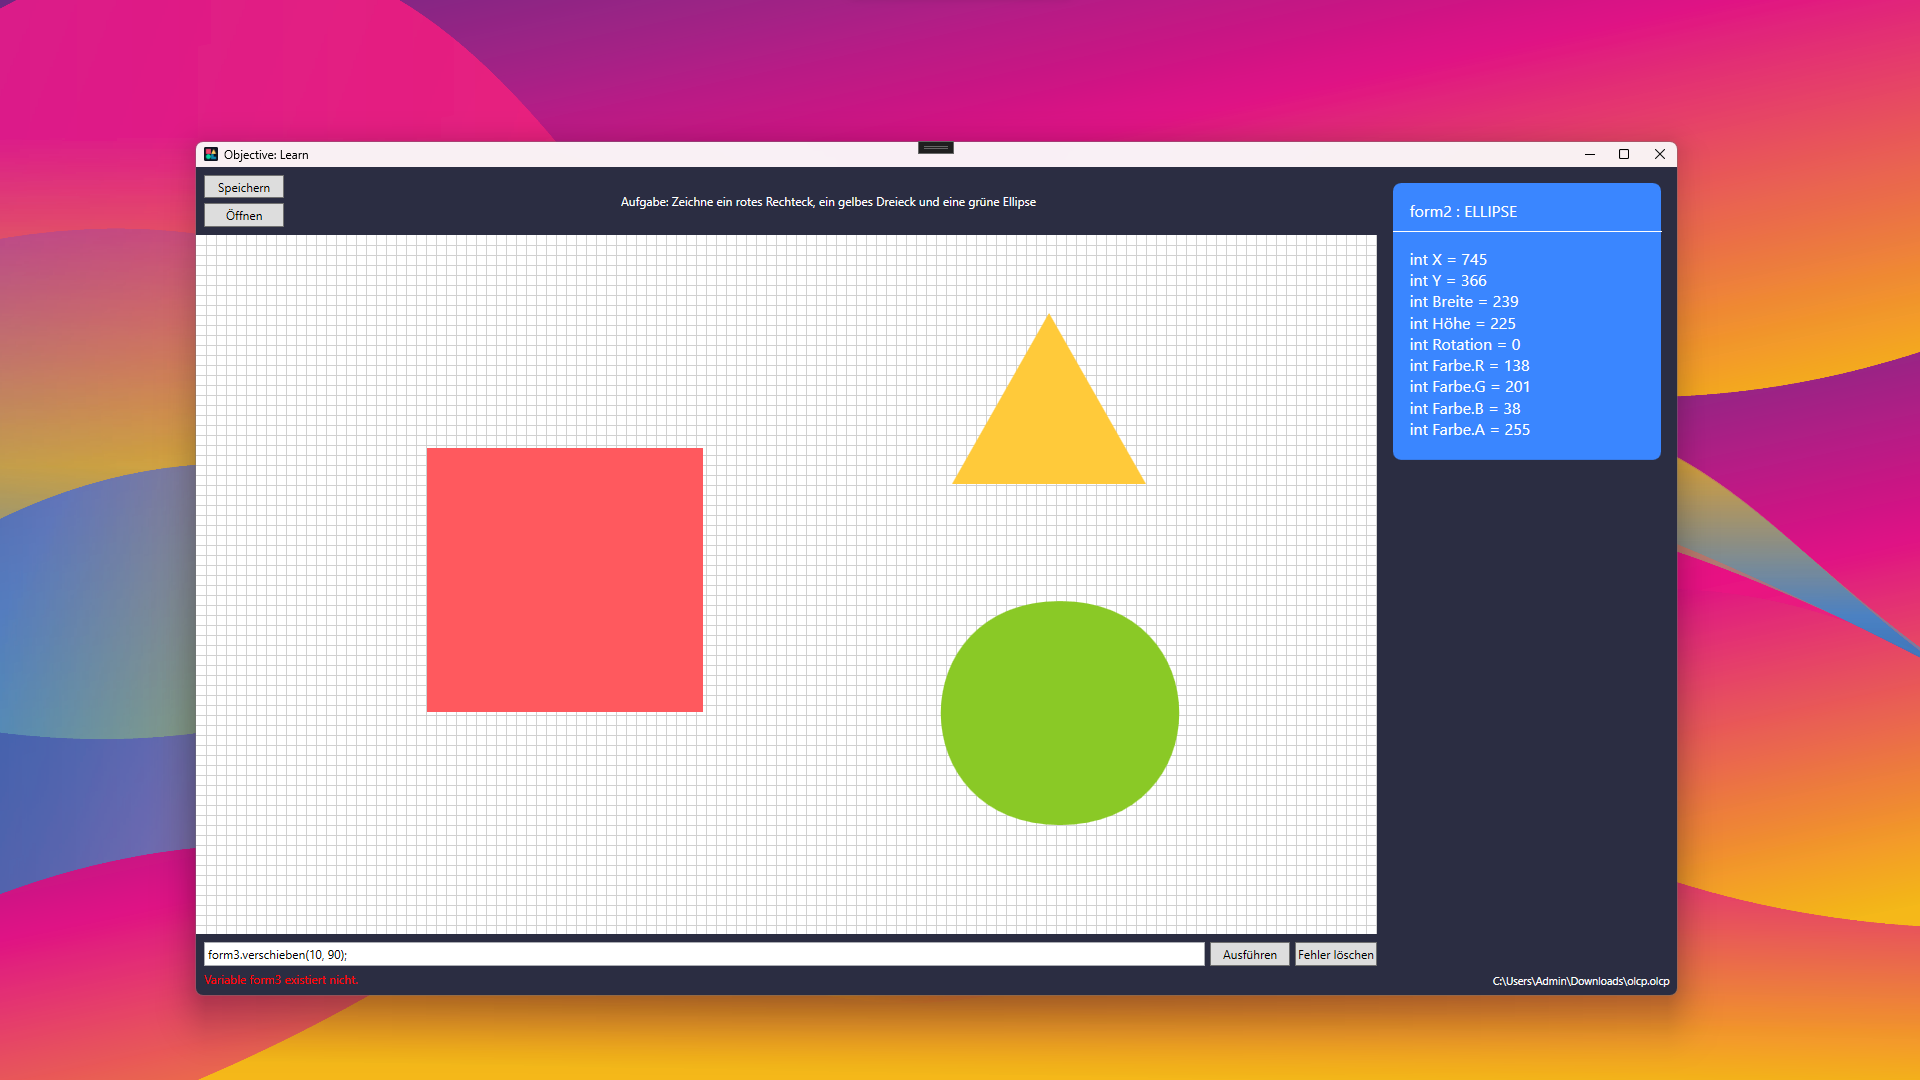 Objective: Learn
Speichern
Öffnen
Aufgabe: Zeichne ein rotes Rechteck, ein gelbes Dreieck und eine grüne Ellipse
form2 : ELLIPSE
int X = 745
int Y = 366
int Breite = 239
int Höhe = 225
int Rotation = 0
int Farbe.R = 138
int Farbe.G = 201
int Farbe.B = 38
int Farbe.A = 255
form3.verschieben(10, 90);
Ausführen
Fehler löschen
Variable form3 existiert nicht.
C:\Users\Admin\Downloads\olcp.olcp